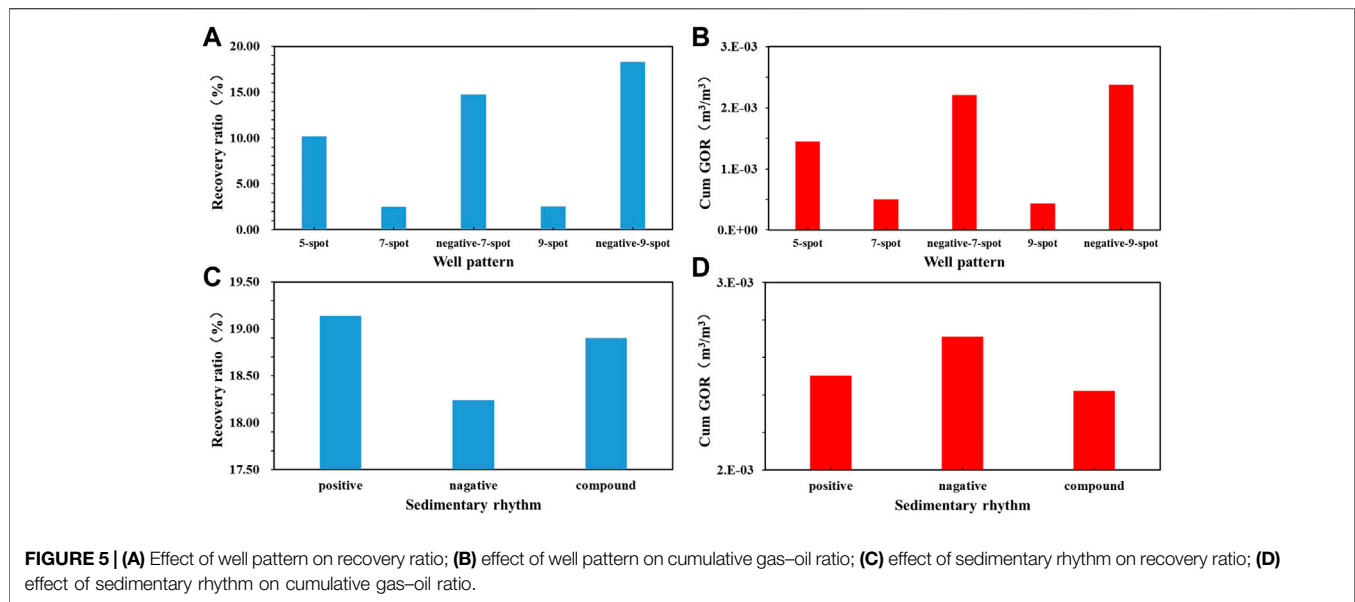 A
20.00
15.00
10.00
5.00
0.00
Recovery ratio（%）
5-spot 7-spot negative-7-spot 9-spot negative-9-spot
Well pattern
B
3.E-03
2.E-03
1.E-03
0.E+00
Cum GOR（m³/m³）
5-spot 7-spot negative-7-spot 9-spot negative-9-spot
Well pattern
C
19.50
19.00
18.50
18.00
17.50
Recovery ratio（%）
positive nagative compound
Sedimentary rhythm
D
3.E-03
2.E-03
Cum GOR（m³/m³）
positive nagative compound
Sedimentary rhythm
FIGURE 5 | (A) Effect of well pattern on recovery ratio; (B) effect of well pattern on cumulative gas–oil ratio; (C) effect of sedimentary rhythm on recovery ratio; (D)
effect of sedimentary rhythm on cumulative gas–oil ratio.